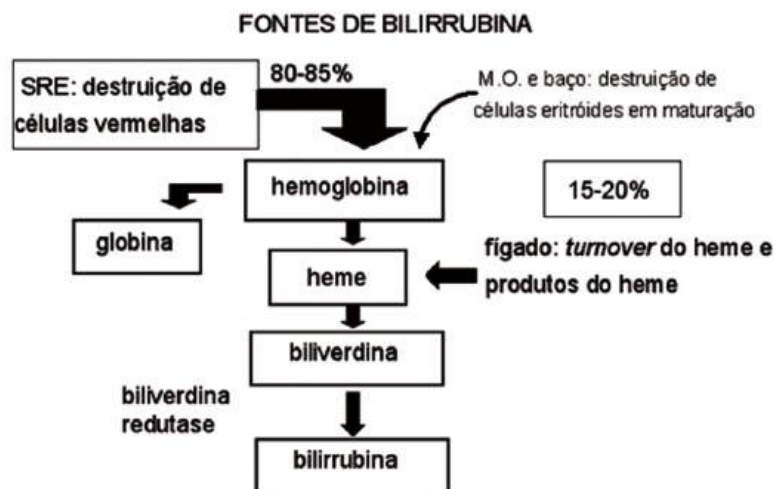 FONTES DE BILIRRUBINA
SRE: destruição de
células vermelhas
80-85%
M.O. e baço: destruição de
células eritróides em maturação
hemoglobina
15-20%
globina
heme
fígado: turnover do heme e
produtos do heme
biliverdina
biliverdina
redutase
bilirrubina